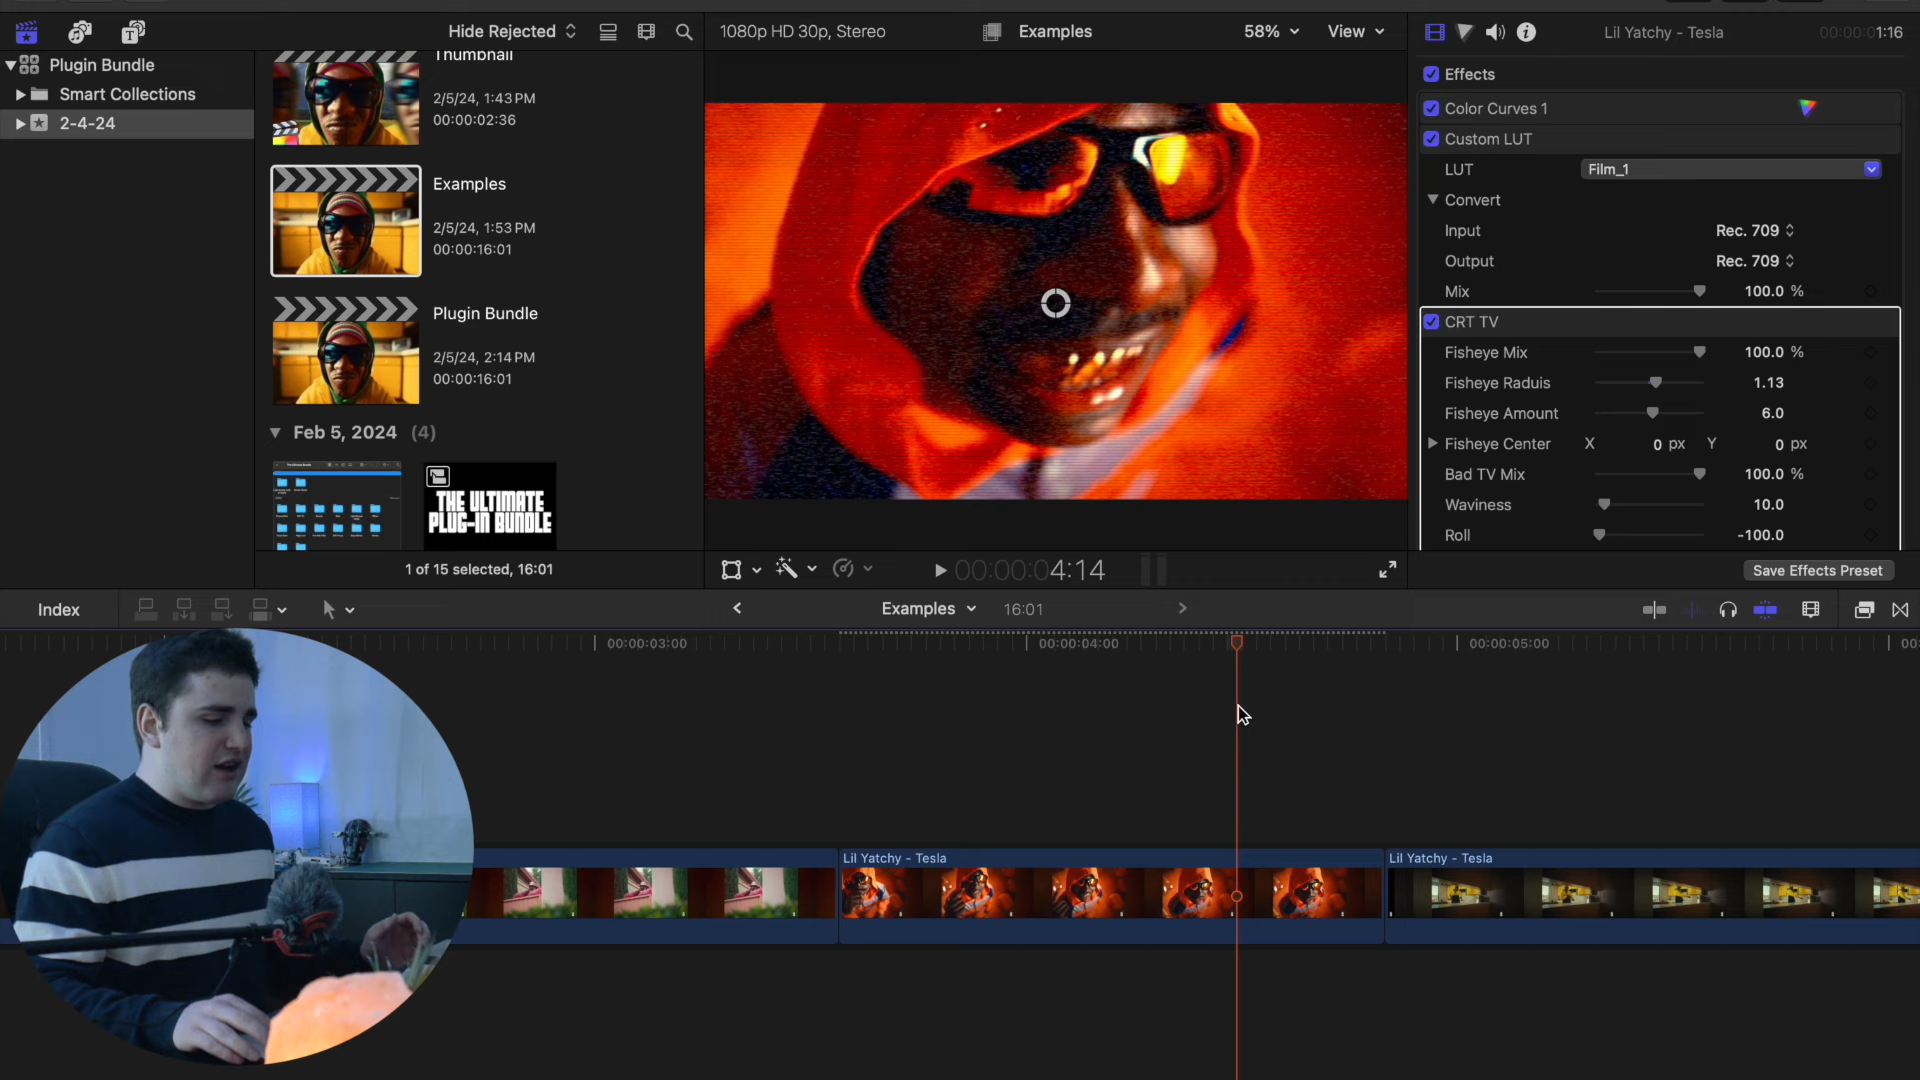 Hide Rejected
1080p HD 30p, Stereo
Examples
58%
View
Lil Yatchy - Tesla
00:00:01:16
Plugin Bundle
Smart Collections
2-4-24
Thumbnail
2/5/24, 1:43 PM
00:00:02:36
Examples
2/5/24, 1:53 PM
00:00:16:01
Plugin Bundle
2/5/24, 2:14 PM
00:00:16:01
Feb 5, 2024 (4)
THE ULTIMATE
PLUG-IN BUNDLE
1 of 15 selected, 16:01
00:00:04:14
Effects
Color Curves 1
Custom LUT
LUT Film_1
Convert
Input Rec. 709
Output Rec. 709
Mix 100.0 %
CRT TV
Fisheye Mix 100.0 %
Fisheye Raduis 1.13
Fisheye Amount 6.0
Fisheye Center X 0 px Y 0 px
Bad TV Mix 100.0 %
Waviness 10.0
Roll -100.0
Save Effects Preset
Index
Examples 16:01
00:00:03:00
00:00:04:00
00:00:05:00
Lil Yatchy - Tesla
Lil Yatchy - Tesla